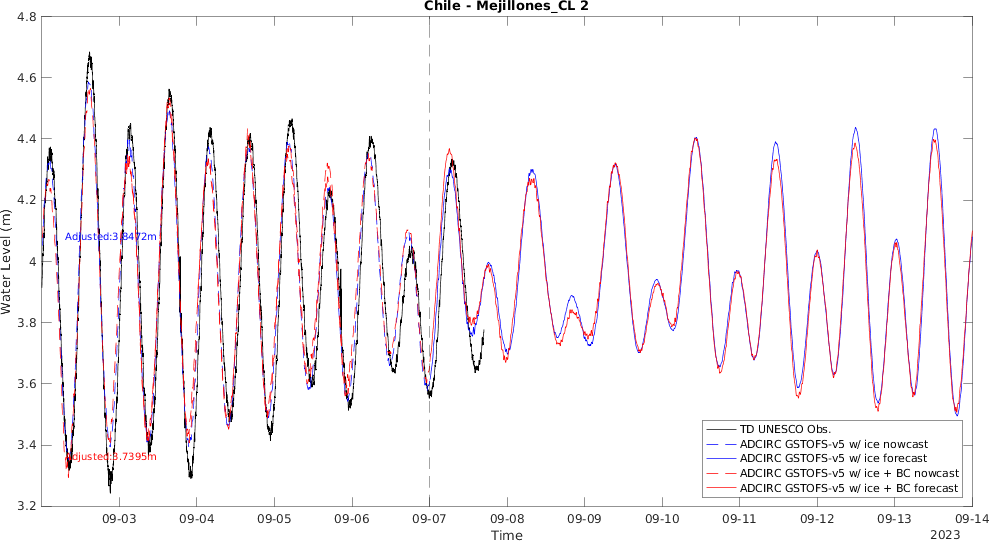 Chile - Mejillones_CL 2
4.8
4.6
4.4
4.2
4
3.8
3.6
3.4
3.2
Water Level (m)
Adjusted:3.8472m
Adjusted:3.7395m
TD UNESCO Obs.
ADCIRC GSTOFS-v5 w/ ice nowcast
ADCIRC GSTOFS-v5 w/ ice forecast
ADCIRC GSTOFS-v5 w/ ice + BC nowcast
ADCIRC GSTOFS-v5 w/ ice + BC forecast
09-03 09-04 09-05 09-06 09-07 09-08 09-09 09-10 09-11 09-12 09-13 09-14
Time
2023